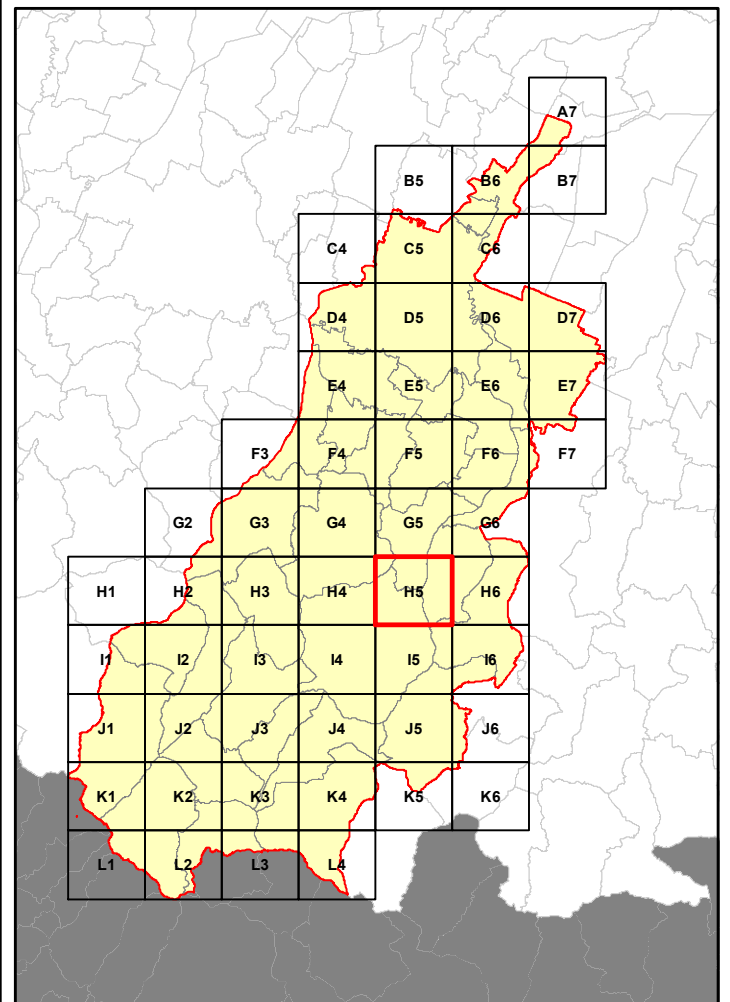 A7
B5 B6 B7
C4 C5 C6
D4 D5 D6 D7
E4 E5 E6 E7
F3 F4 F5 F6 F7
G2 G3 G4 G5 G6
H1 H2 H3 H4 H5 H6
I1 I2 I3 I4 I5 I6
J1 J2 J3 J4 J5 J6
K1 K2 K3 K4 K5 K6
L1 L2 L3 L4